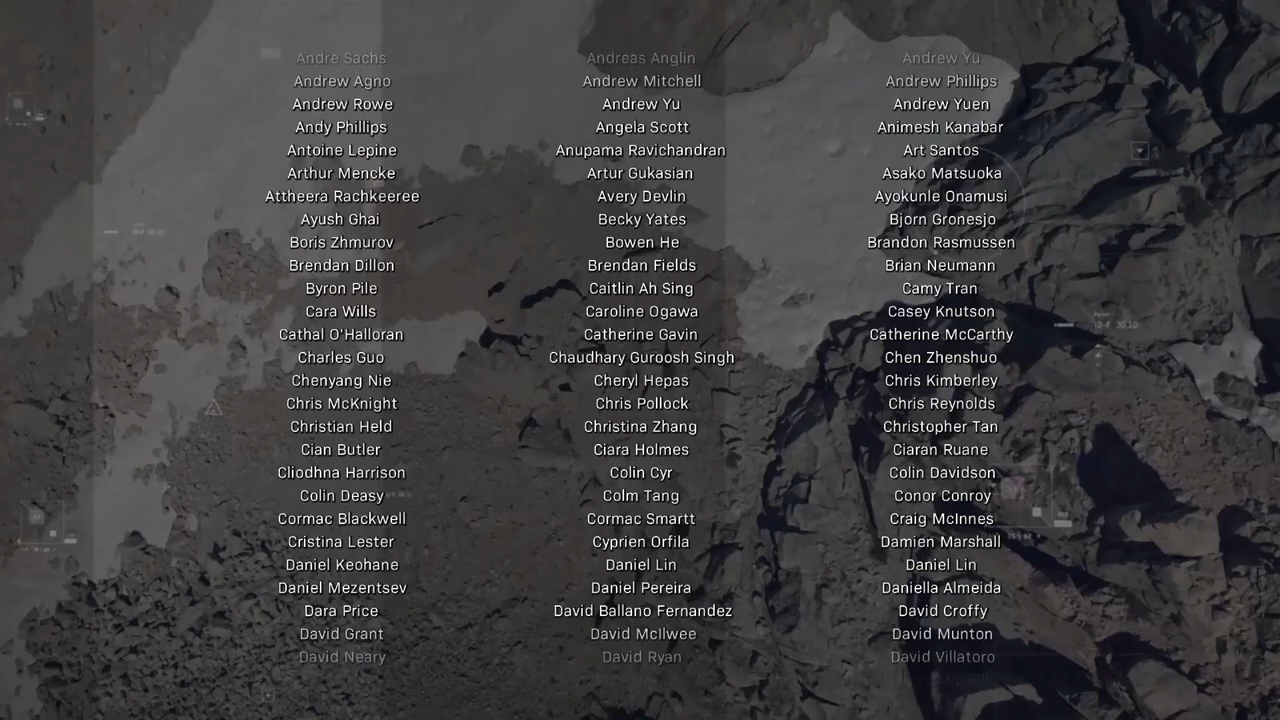 Andre Sachs Andreas Anglin Andrew Yu
Andrew Agno Andrew Mitchell Andrew Phillips
Andrew Rowe Andrew Yu Andrew Yuen
Andy Phillips Angela Scott Animesh Kanabar
Antoine Lepine Anupama Ravichandran Art Santos
Arthur Mencke Artur Gukasian Asako Matsuoka
Attheera Rachkeeree Avery Devlin Ayokunle Onamusi
Ayush Ghai Becky Yates Bjorn Gronesjo
Boris Zhmurov Bowen He Brandon Rasmussen
Brendan Dillon Brendan Fields Brian Neumann
Byron Pile Caitlin Ah Sing Camy Tran
Cara Wills Caroline Ogawa Casey Knutson
Cathal O'Halloran Catherine Gavin Catherine McCarthy
Charles Guo Chaudhary Guroosh Singh Chen Zhenshuo
Chenyang Nie Cheryl Hepas Chris Kimberley
Chris McKnight Chris Pollock Chris Reynolds
Christian Held Christina Zhang Christopher Tan
Cian Butler Ciara Holmes Ciaran Ruane
Cliodhna Harrison Colin Cyr Colin Davidson
Colin Deasy Colm Tang Conor Conroy
Cormac Blackwell Cormac Smartt Craig McInnes
Cristina Lester Cyprien Orfila Damien Marshall
Daniel Keohane Daniel Lin Daniel Lin
Daniel Mezentsev Daniel Pereira Daniella Almeida
Dara Price David Ballano Fernandez David Croffy
David Grant David McIlwee David Munton
David Neary David Ryan David Villatoro